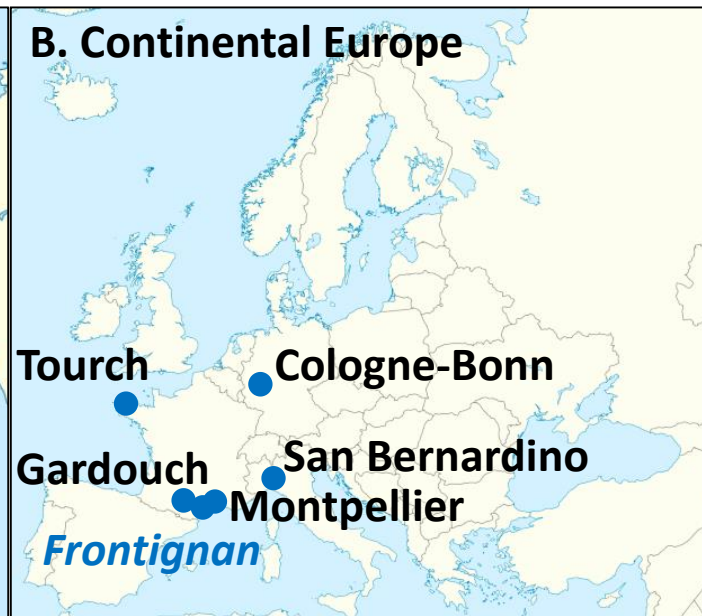 B. Continental Europe
Tourch
Cologne-Bonn
San Bernardino
Gardouch
Montpellier
Frontignan